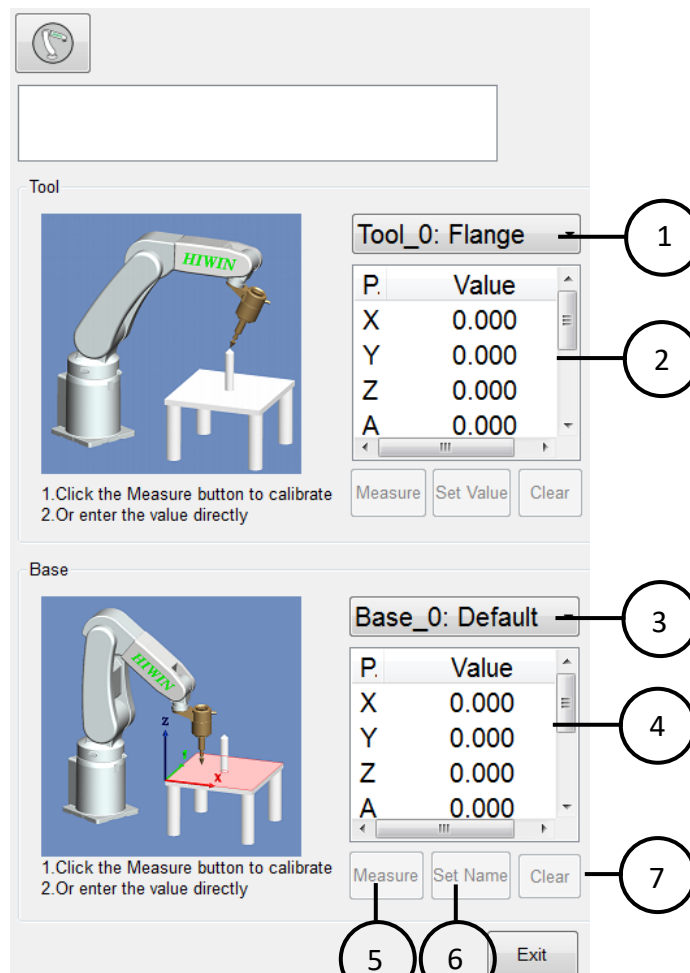 Tool
HIWIN
Tool_0: Flange
1
P. Value
X 0.000
Y 0.000
Z 0.000
A 0.000
2
1.Click the Measure button to calibrate
2.Or enter the value directly
Measure Set Value Clear
Base
HIWIN
Z
Y
X
Base_0: Default
3
P. Value
X 0.000
Y 0.000
Z 0.000
A 0.000
4
1.Click the Measure button to calibrate
2.Or enter the value directly
Measure Set Name Clear
7
5 6
Exit